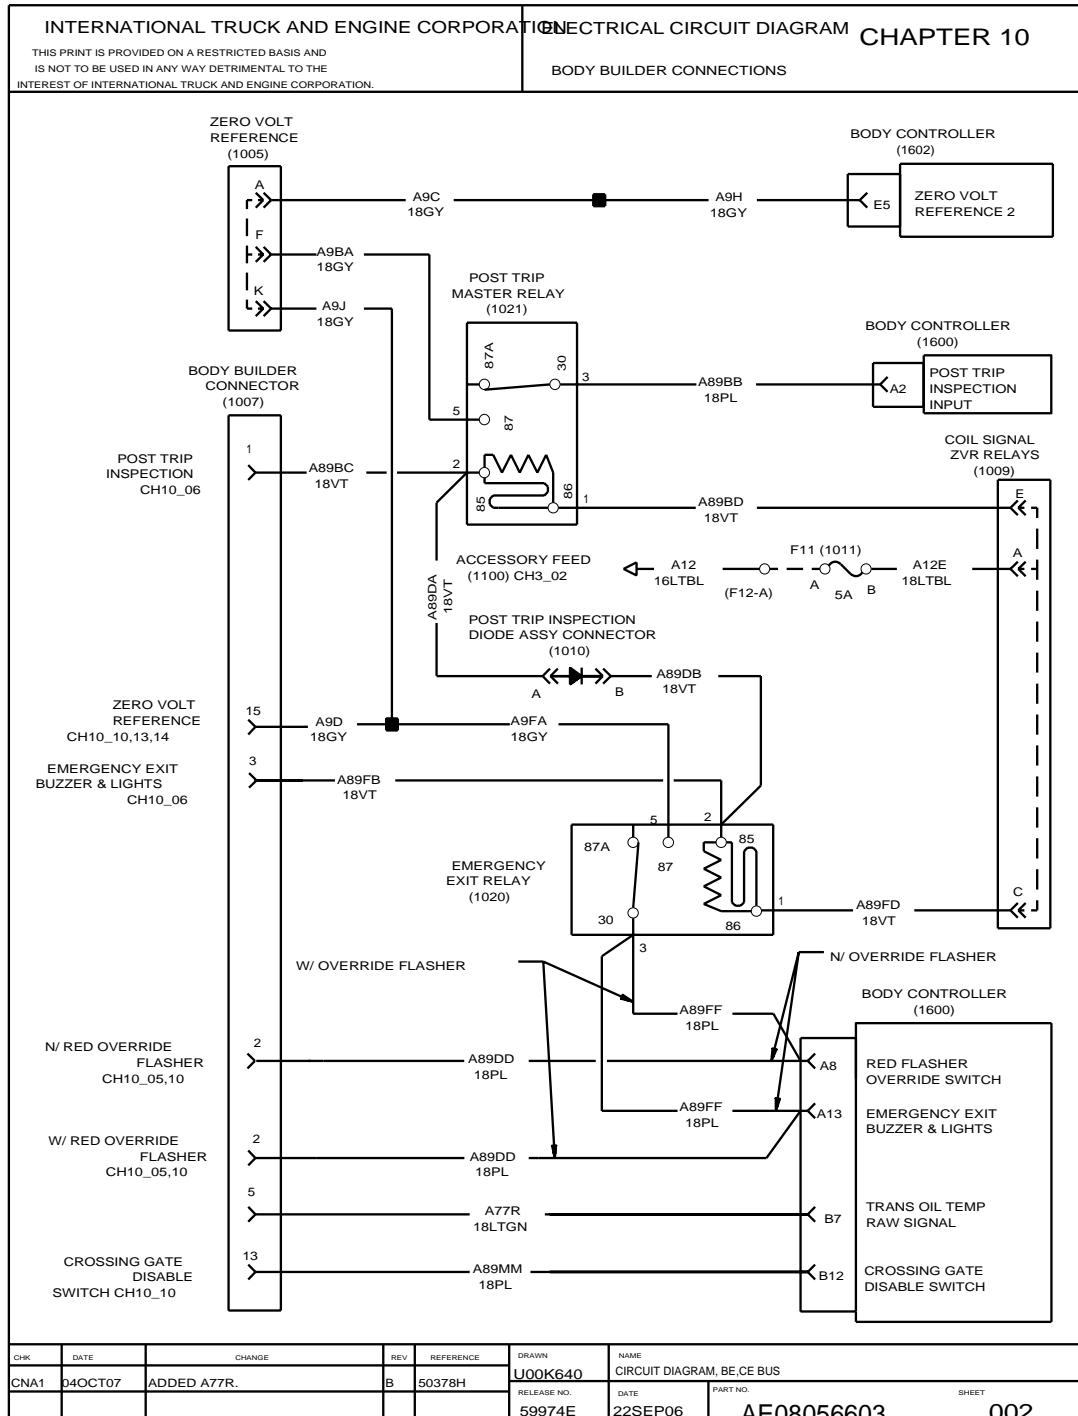 INTERNATIONAL TRUCK AND ENGINE CORPORATION
THIS PRINT IS PROVIDED ON A RESTRICTED BASIS AND
IS NOT TO BE USED IN ANY WAY DETRIMENTAL TO THE
INTEREST OF INTERNATIONAL TRUCK AND ENGINE CORPORATION.
ELECTRICAL CIRCUIT DIAGRAM
CHAPTER 10
BODY BUILDER CONNECTIONS
ZERO VOLT
REFERENCE
(1005)
A
F
K
A9C
18GY
A9H
18GY
BODY CONTROLLER
(1602)
E5
ZERO VOLT
REFERENCE 2
A9BA
18GY
A9J
18GY
POST TRIP
MASTER RELAY
(1021)
87A
30
3
5
87
2
85
86
1
A89BB
18PL
BODY CONTROLLER
(1600)
A2
POST TRIP
INSPECTION
INPUT
BODY BUILDER
CONNECTOR
(1007)
POST TRIP
INSPECTION
CH10_06
1
A89BC
18VT
COIL SIGNAL
ZVR RELAYS
(1009)
E
A
C
A89BD
18VT
ACCESSORY FEED
(1100) CH3_02
A12
16LTBL
(F12-A)
F11 (1011)
A
5A
B
A12E
18LTBL
A89DA
18VT
POST TRIP INSPECTION
DIODE ASSY CONNECTOR
(1010)
A
B
A89DB
18VT
ZERO VOLT
REFERENCE
CH10_10,13,14
15
A9D
18GY
A9FA
18GY
EMERGENCY EXIT
BUZZER & LIGHTS
CH10_06
3
A89FB
18VT
EMERGENCY
EXIT RELAY
(1020)
5
2
87A
87
85
30
86
3
1
A89FD
18VT
W/ OVERRIDE FLASHER
N/ OVERRIDE FLASHER
BODY CONTROLLER
(1600)
A89FF
18PL
N/ RED OVERRIDE
FLASHER
CH10_05,10
2
A89DD
18PL
A8
RED FLASHER
OVERRIDE SWITCH
A89FF
18PL
A13
EMERGENCY EXIT
BUZZER & LIGHTS
W/ RED OVERRIDE
FLASHER
CH10_05,10
2
A89DD
18PL
5
A77R
18LTGN
B7
TRANS OIL TEMP
RAW SIGNAL
CROSSING GATE
DISABLE
SWITCH CH10_10
13
A89MM
18PL
B12
CROSSING GATE
DISABLE SWITCH
CHK DATE CHANGE REV REFERENCE
CNA1 04OCT07 ADDED A77R. B 50378H
DRAWN
U00K640
NAME
CIRCUIT DIAGRAM, BE,CE BUS
RELEASE NO.
59974E
DATE
22SEP06
PART NO.
AE08056603
SHEET
002